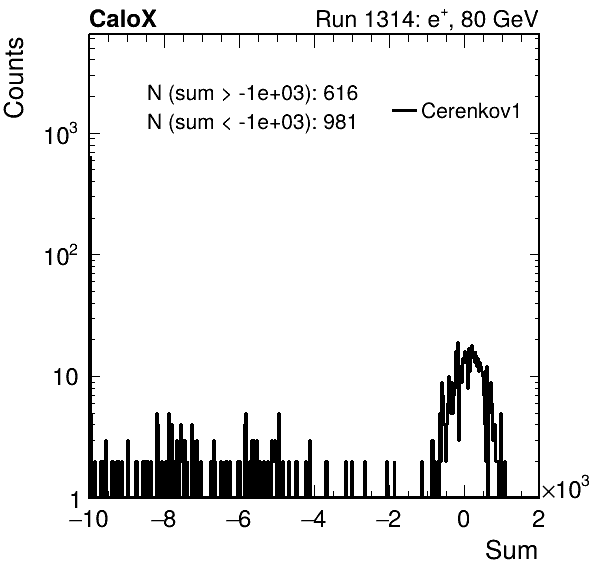 CaloX Run 1314: e⁺, 80 GeV
Counts
N (sum > -1e+03): 616
N (sum < -1e+03): 981
Cerenkov1
10³
10²
10
1
−10 −8 −6 −4 −2 0 2
×10³
Sum